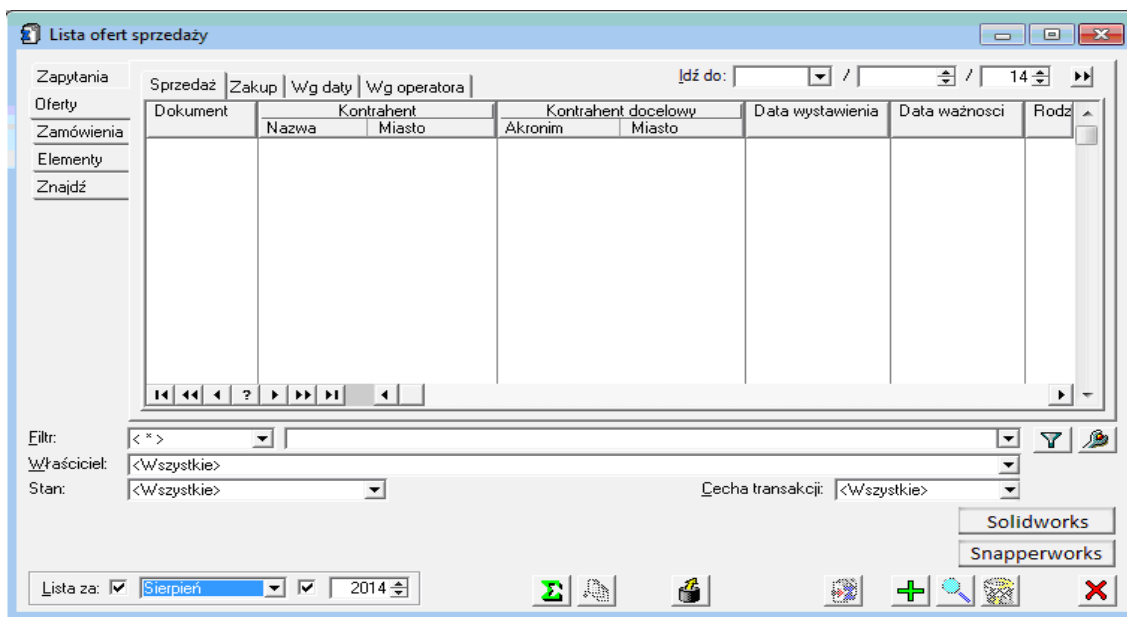 Lista ofert sprzedaży
Zapytania
Oferty
Zamówienia
Elementy
Znajdź
Sprzedaż Zakup Wg daty Wg operatora
Idź do: / / 14
Dokument Kontrahent Kontrahent docelowy Data wystawienia Data ważnosci Rodz
Nazwa Miasto Akronim Miasto
?
Filtr: < * >
Właściciel: <Wszystkie>
Stan: <Wszystkie> Cecha transakcji: <Wszystkie>
Solidworks
Snapperworks
Lista za: Sierpień 2014